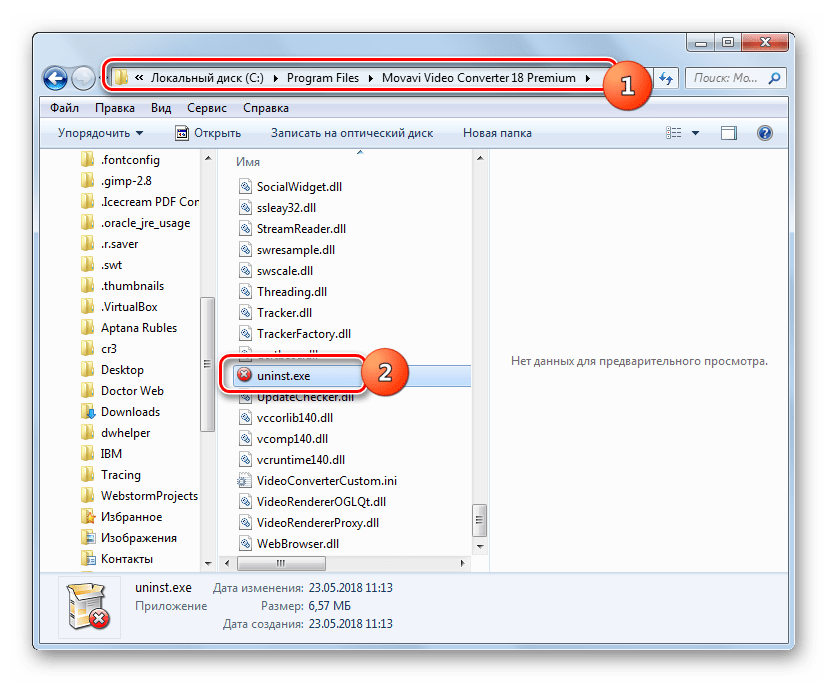 « Локальный диск (C:) ▸ Program Files ▸ Movavi Video Converter 18 Premium ▸
1
Поиск: Mo...
Файл Правка Вид Сервис Справка
Упорядочить Открыть Записать на оптический диск Новая папка
.fontconfig
.gimp-2.8
.Icecream PDF Con
.oracle_jre_usage
.r.saver
.swt
.thumbnails
.VirtualBox
Aptana Rubles
cr3
Desktop
Doctor Web
Downloads
dwhelper
IBM
Tracing
WebstormProjects
Избранное
Изображения
Контакты
Имя
SocialWidget.dll
ssleay32.dll
StreamReader.dll
swresample.dll
swscale.dll
Threading.dll
Tracker.dll
TrackerFactory.dll
uninst.exe
2
UpdateChecker.dll
vccorlib140.dll
vcomp140.dll
vcruntime140.dll
VideoConverterCustom.ini
VideoRendererOGLQt.dll
VideoRendererProxy.dll
WebBrowser.dll
Нет данных для предварительного просмотра.
uninst.exe Дата изменения: 23.05.2018 11:13
Приложение Размер: 6,57 МБ
Дата создания: 23.05.2018 11:13